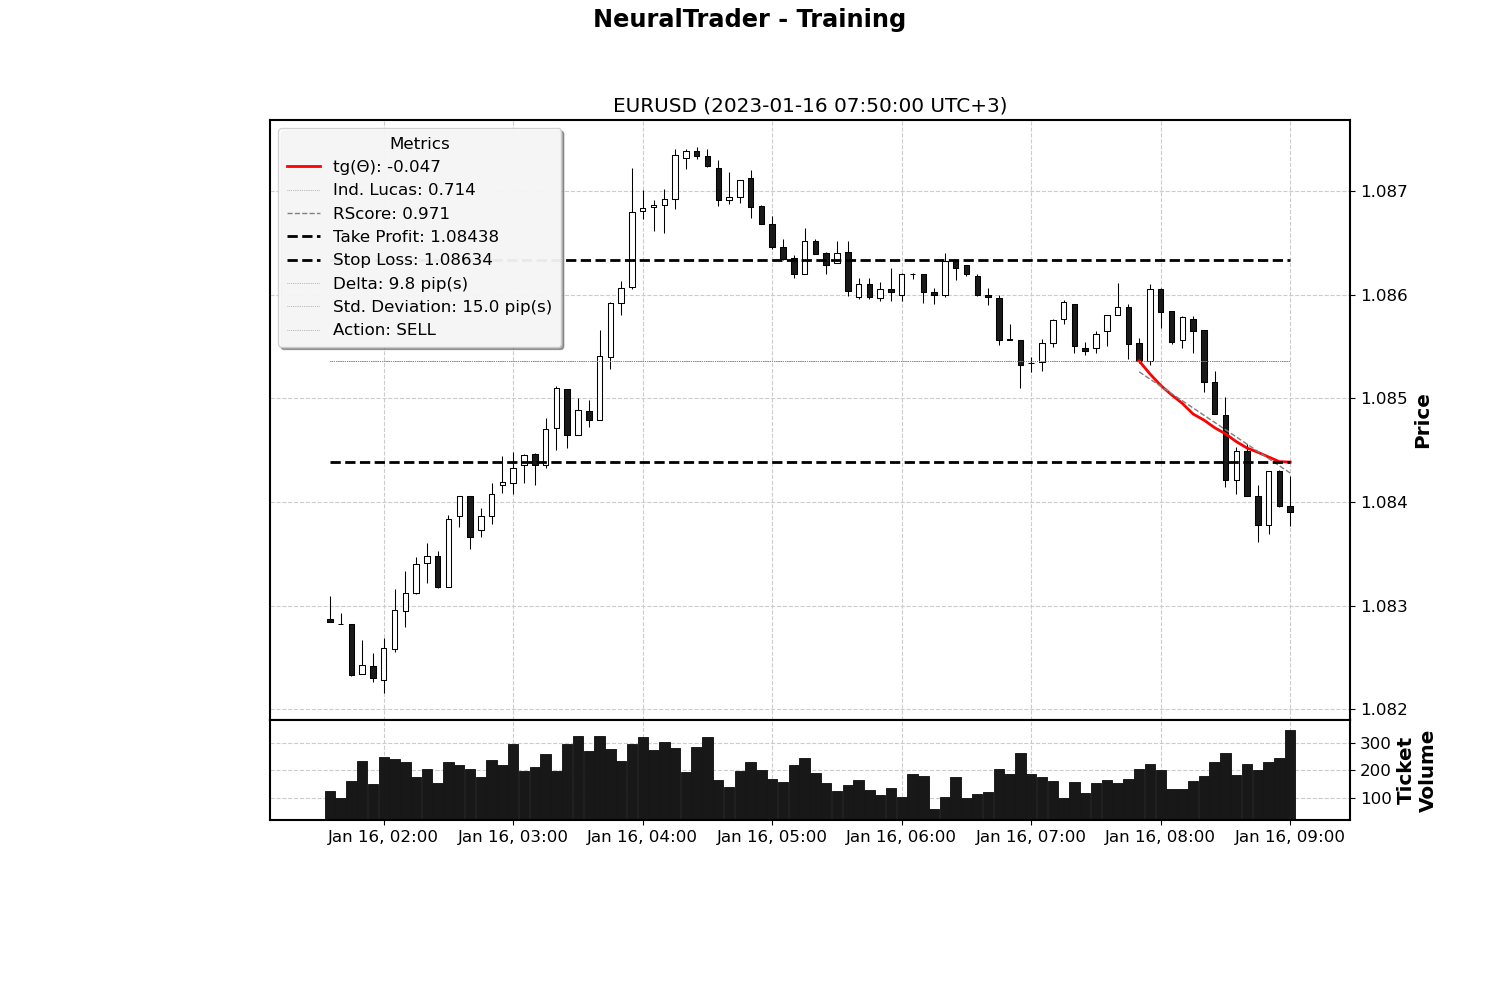 NeuralTrader - Training
EURUSD (2023-01-16 07:50:00 UTC+3)
Metrics
tg(Θ): -0.047
Ind. Lucas: 0.714
RScore: 0.971
Take Profit: 1.08438
Stop Loss: 1.08634
Delta: 9.8 pip(s)
Std. Deviation: 15.0 pip(s)
Action: SELL
1.087
1.086
1.085
1.084
1.083
1.082
Price
300
200
100
Ticket
Volume
Jan 16, 02:00
Jan 16, 03:00
Jan 16, 04:00
Jan 16, 05:00
Jan 16, 06:00
Jan 16, 07:00
Jan 16, 08:00
Jan 16, 09:00